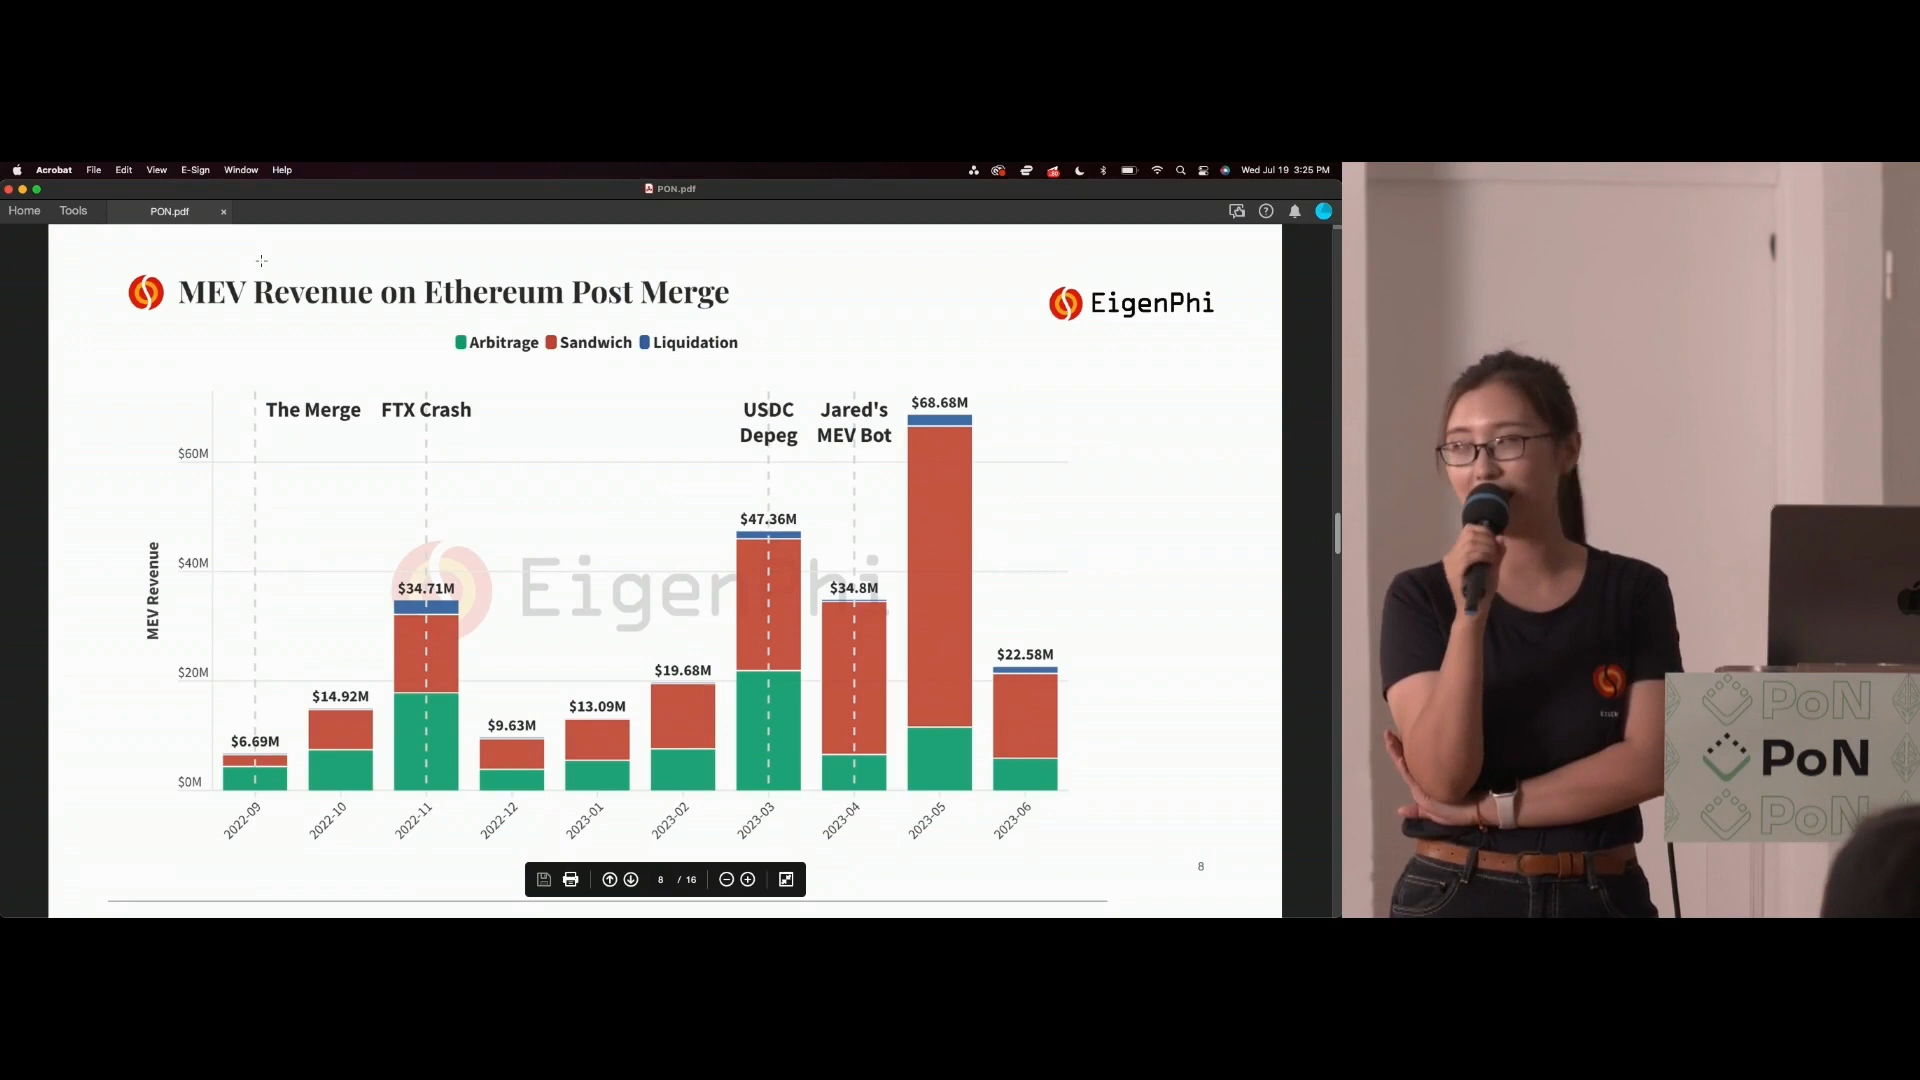 Acrobat File Edit View E-Sign Window Help Wed Jul 19 3:25 PM
PON.pdf
Home Tools PON.pdf ×
MEV Revenue on Ethereum Post Merge
EigenPhi
Arbitrage Sandwich Liquidation
The Merge FTX Crash USDC Depeg Jared's MEV Bot
MEV Revenue
$60M
$40M
$20M
$0M
$6.69M
$14.92M
$34.71M
$9.63M
$13.09M
$19.68M
$47.36M
$34.8M
$68.68M
$22.58M
EigenPhi
2022-09 2022-10 2022-11 2022-12 2023-01 2023-02 2023-03 2023-04 2023-05 2023-06
8 / 16
8
PoN
PoN
PoN